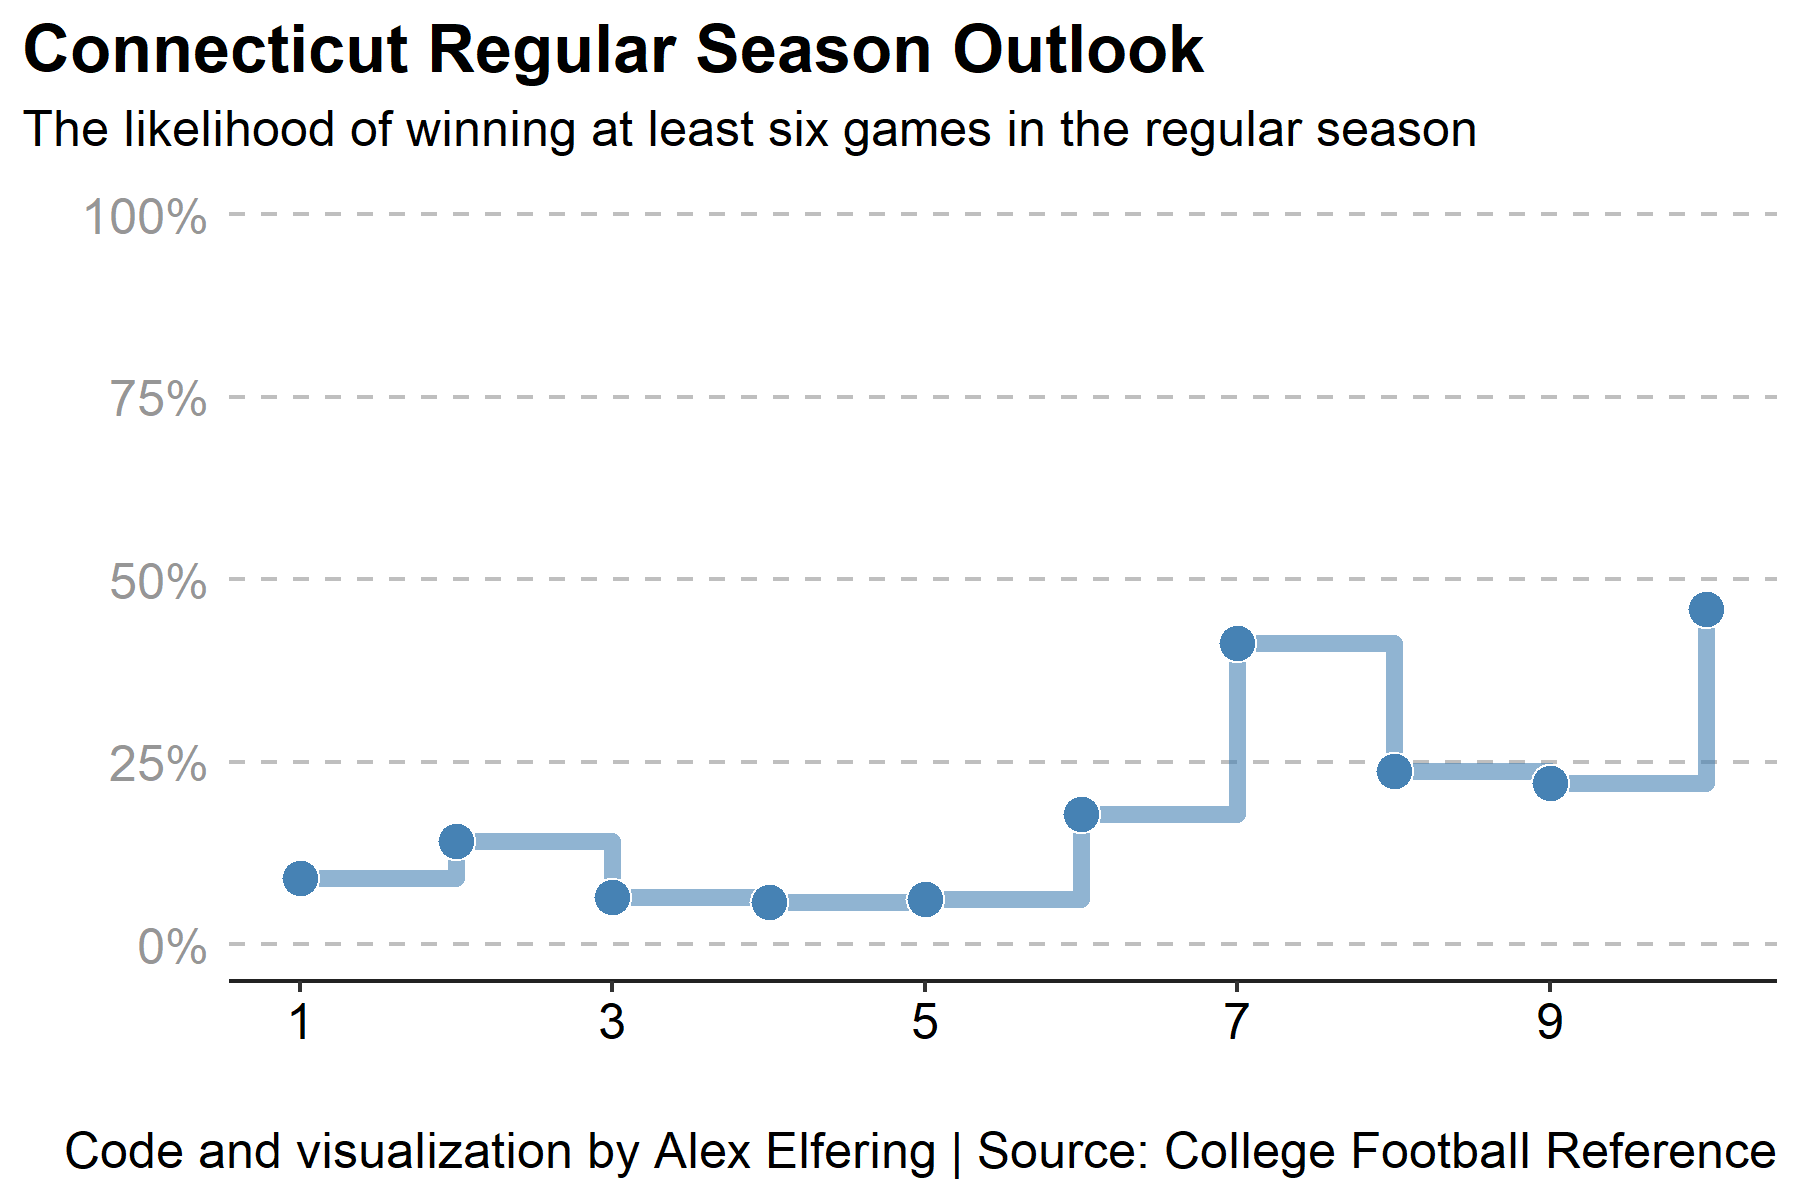 Connecticut Regular Season Outlook
The likelihood of winning at least six games in the regular season
100%
75%
50%
25%
0%
1 3 5 7 9
Code and visualization by Alex Elfering | Source: College Football Reference